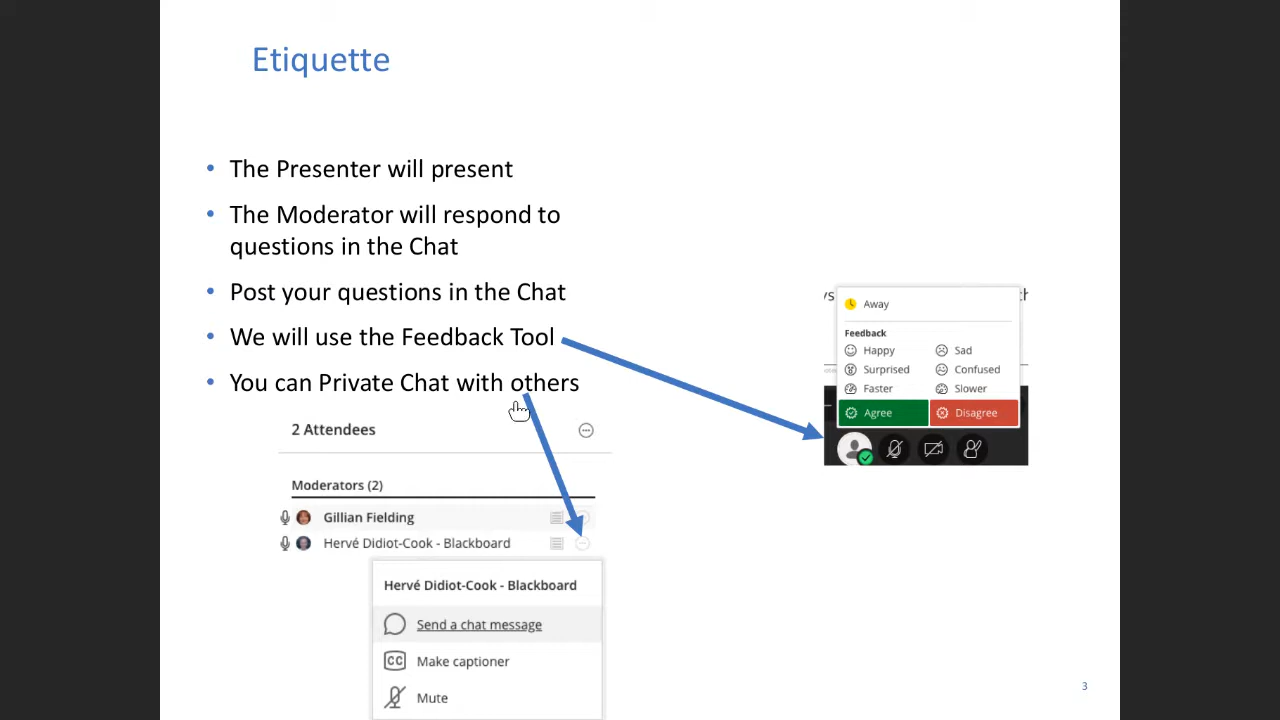 Etiquette
• The Presenter will present
• The Moderator will respond to
questions in the Chat
• Post your questions in the Chat
• We will use the Feedback Tool
• You can Private Chat with others
2 Attendees
Moderators (2)
Gillian Fielding
Hervé Didiot-Cook - Blackboard
Hervé Didiot-Cook - Blackboard
Send a chat message
CC Make captioner
Mute
Away
Feedback
Happy Sad
Surprised Confused
Faster Slower
Agree Disagree
3